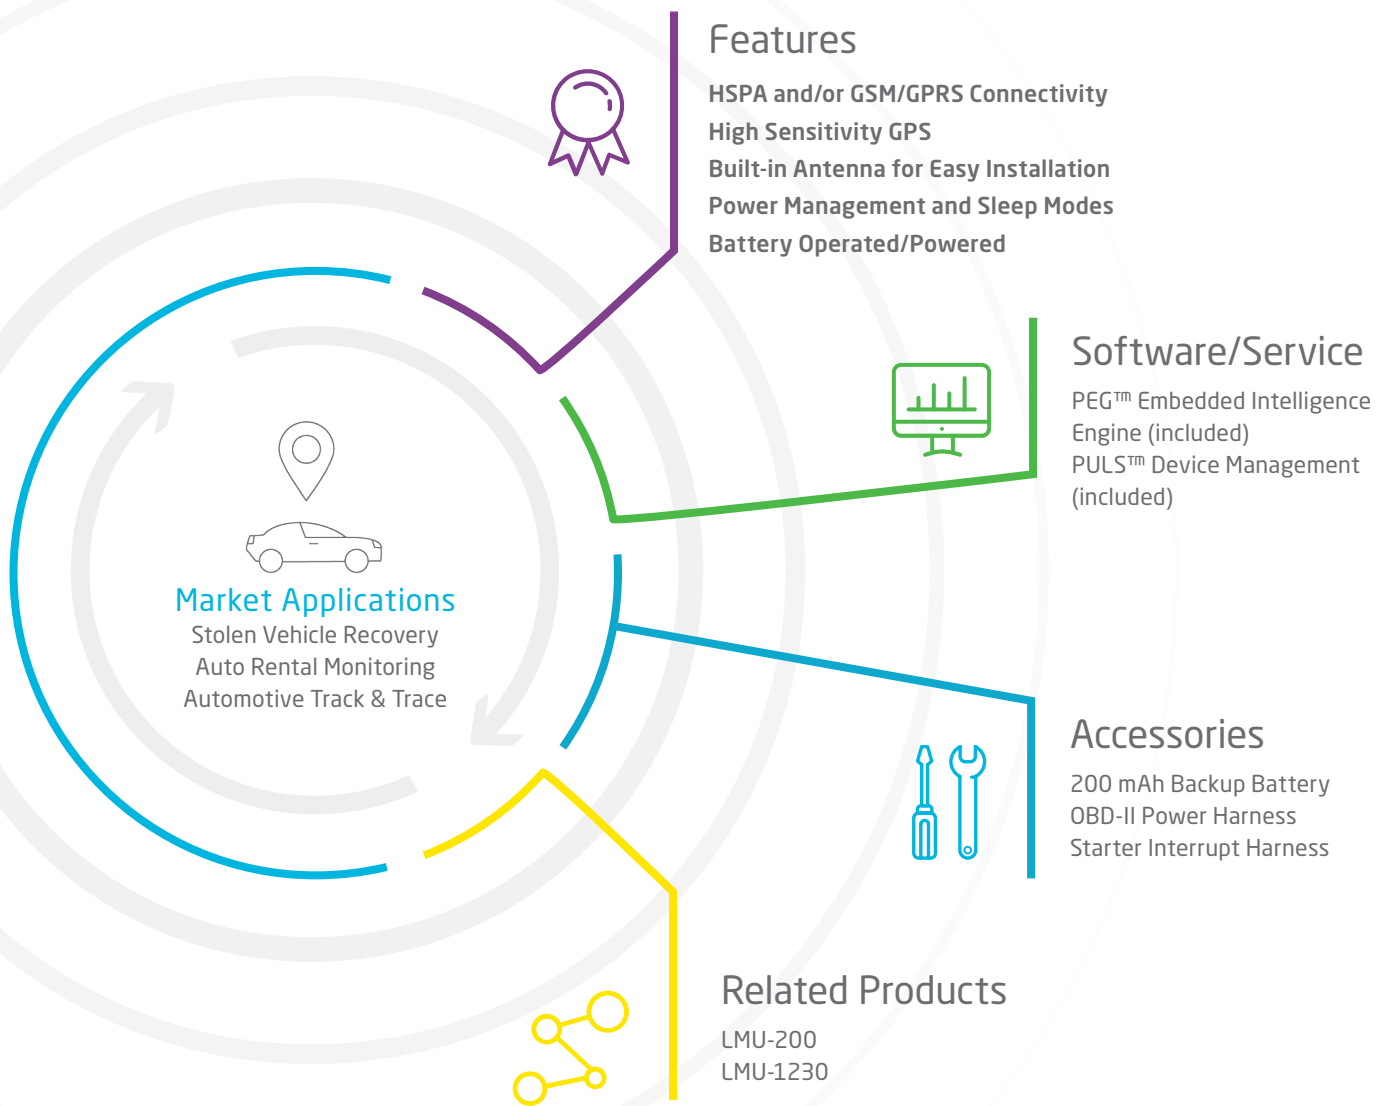 Features
HSPA and/or GSM/GPRS Connectivity
High Sensitivity GPS
Built-in Antenna for Easy Installation
Power Management and Sleep Modes
Battery Operated/Powered
Software/Service
PEG™ Embedded Intelligence
Engine (included)
PULS™ Device Management
(included)
Market Applications
Stolen Vehicle Recovery
Auto Rental Monitoring
Automotive Track & Trace
Accessories
200 mAh Backup Battery
OBD-II Power Harness
Starter Interrupt Harness
Related Products
LMU-200
LMU-1230